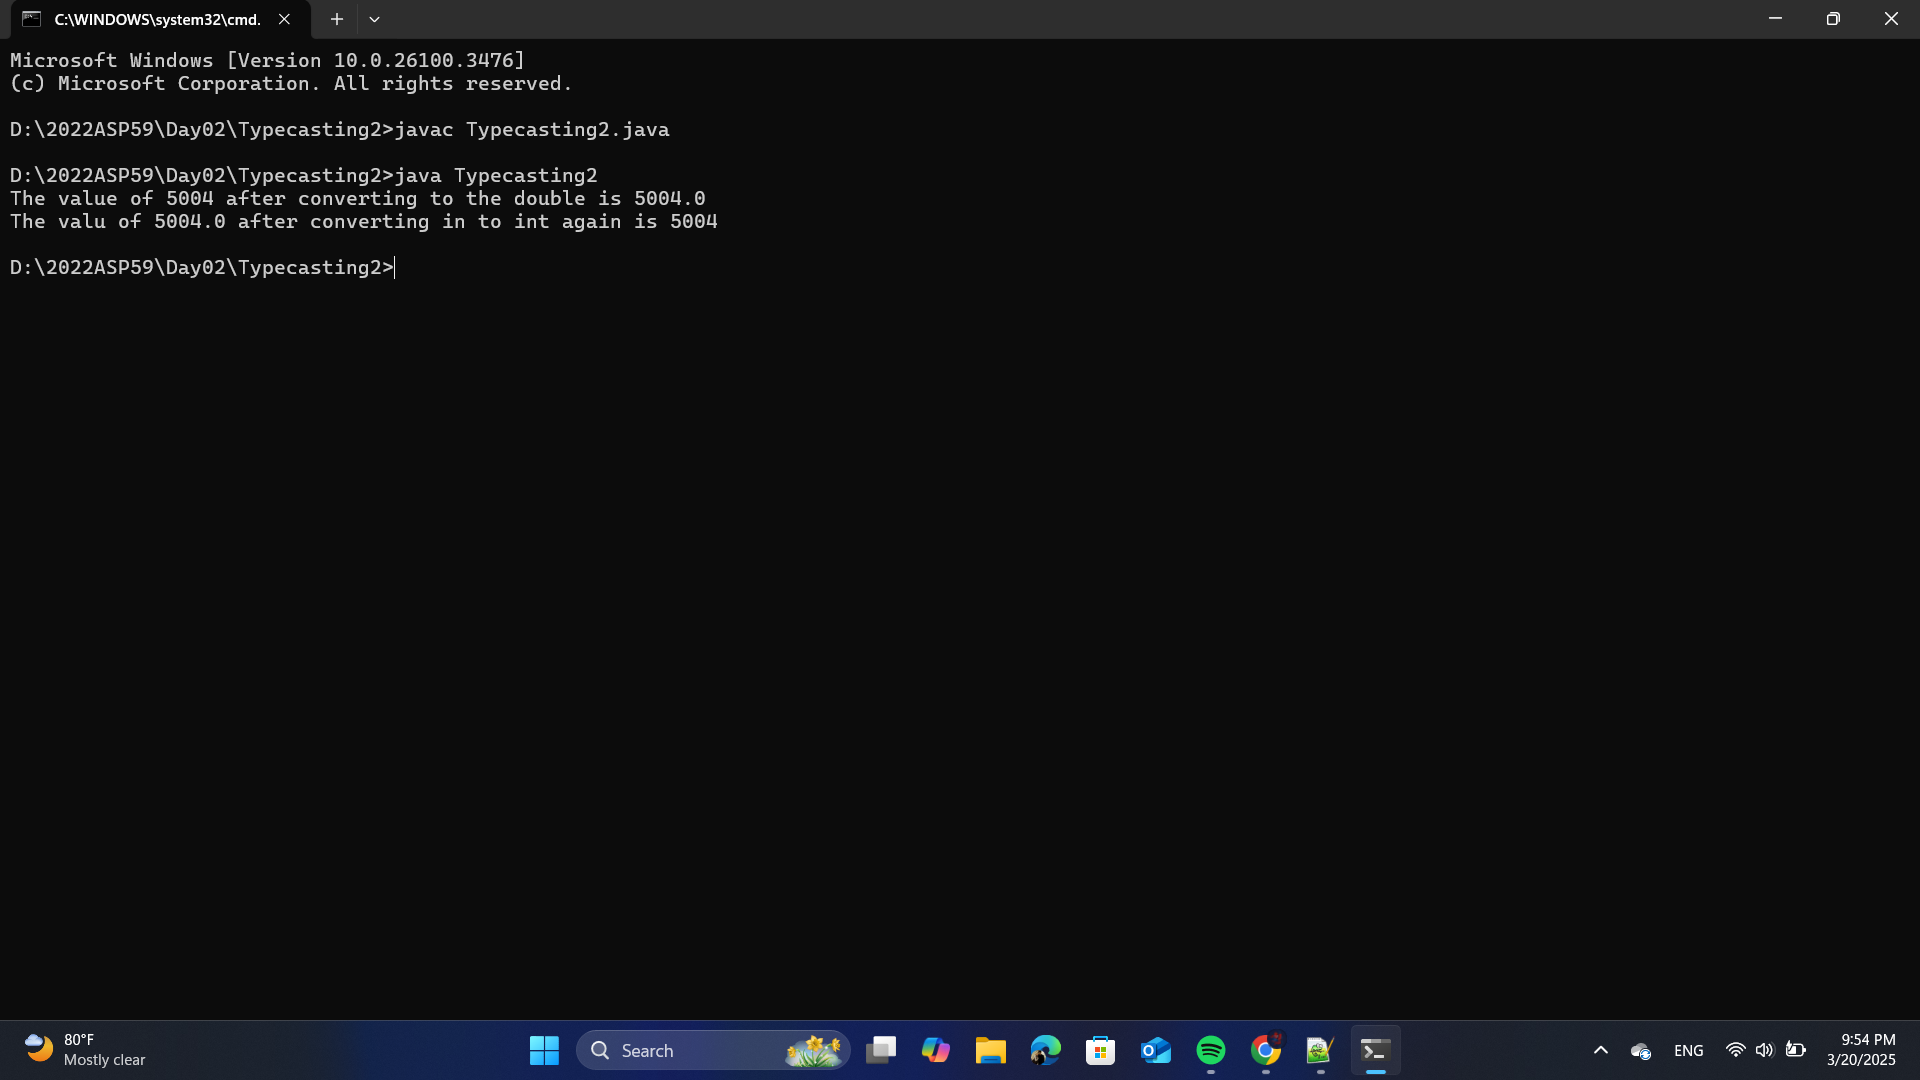 C:\WINDOWS\system32\cmd.
Microsoft Windows [Version 10.0.26100.3476]
(c) Microsoft Corporation. All rights reserved.
D:\2022ASP59\Day02\Typecasting2>javac Typecasting2.java
D:\2022ASP59\Day02\Typecasting2>java Typecasting2
The value of 5004 after converting to the double is 5004.0
The valu of 5004.0 after converting in to int again is 5004
D:\2022ASP59\Day02\Typecasting2>
80°F
Mostly clear
Search
ENG
9:54 PM
3/20/2025